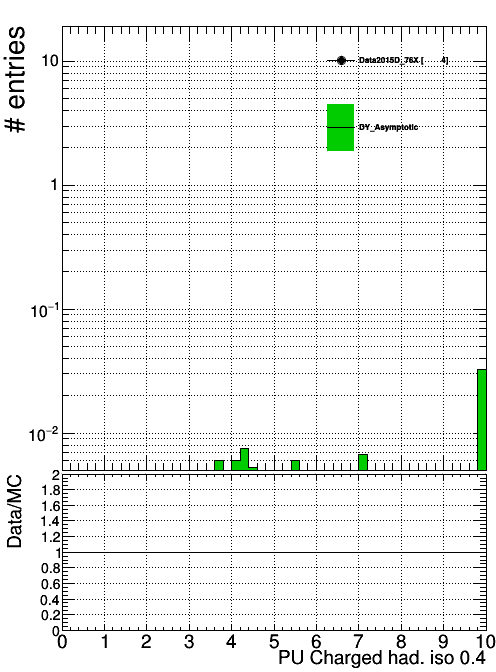 # entries
10
1
10⁻¹
10⁻²
Data2015D_76X [ 4]
DY_Asymptotic
Data/MC
2
1.8
1.6
1.4
1.2
1
0.8
0.6
0.4
0.2
0
0 1 2 3 4 5 6 7 8 9 10
PU Charged had. iso 0.4